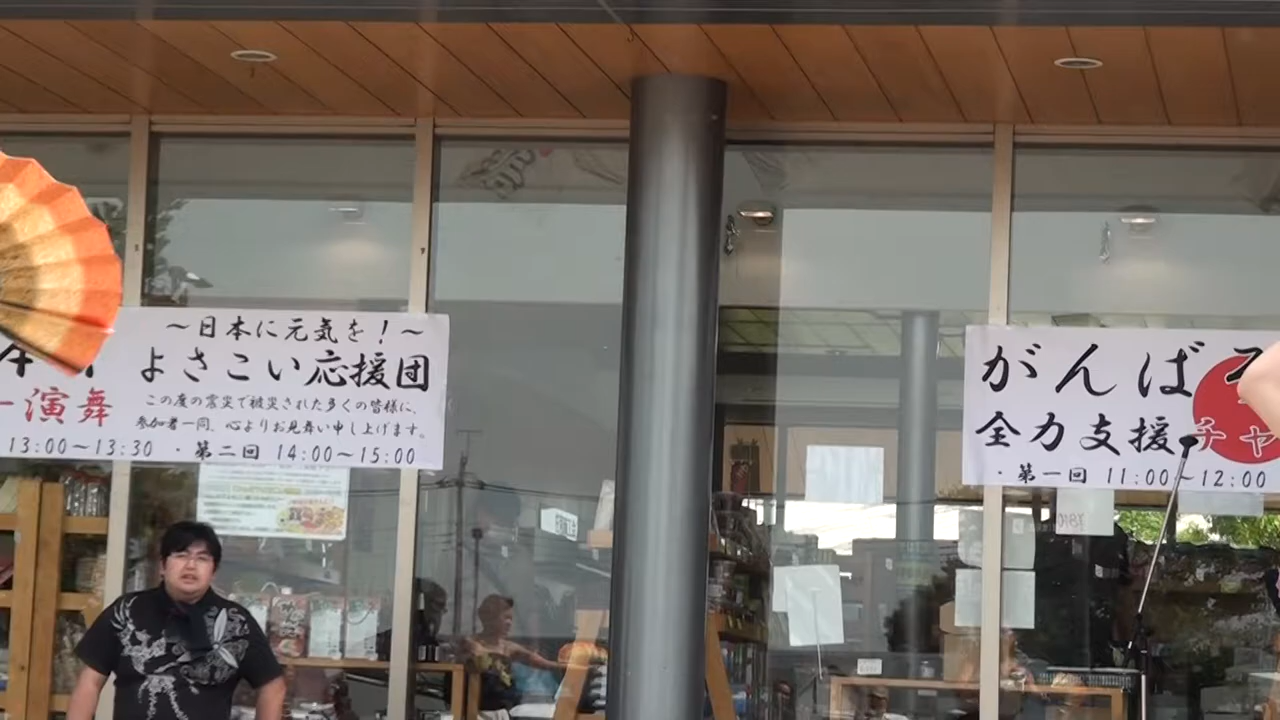 ～日本に元気を！～
よさこい応援団
演舞
この度の震災で被災された多くの皆様に、
参加者一同、心よりお見舞い申し上げます。
13:00～13:30 ・第二回 14:00～15:00
がんばろ
全力支援チャ
・第一回 11:00～12:00